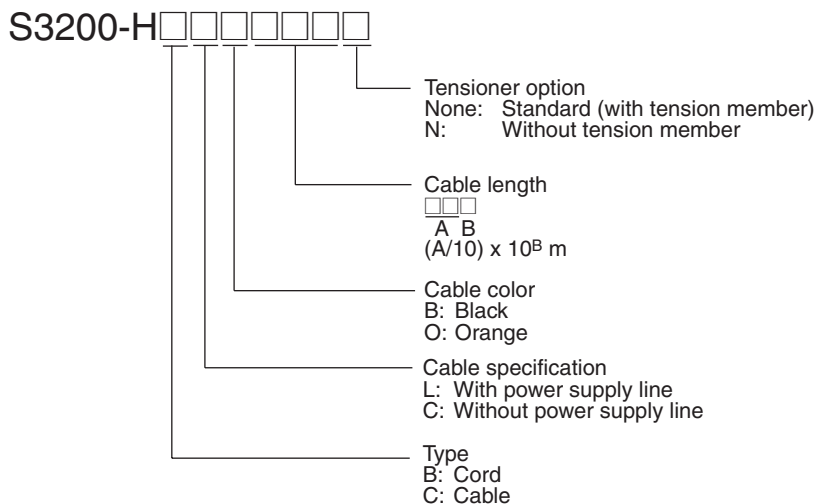 S3200-H□□□□□□□
Tensioner option
None: Standard (with tension member)
N: Without tension member
Cable length
□□□
A B
(A/10) x 10ᴮ m
Cable color
B: Black
O: Orange
Cable specification
L: With power supply line
C: Without power supply line
Type
B: Cord
C: Cable